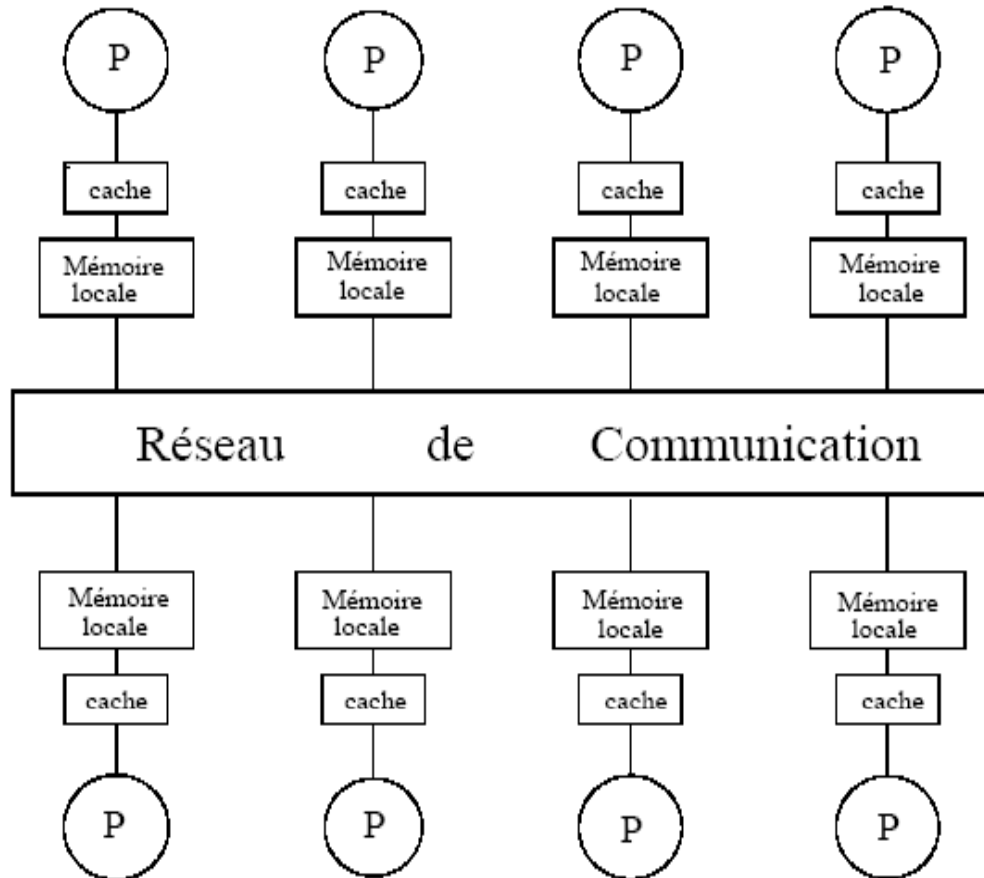 P P P P
cache cache cache cache
Mémoire Mémoire Mémoire Mémoire
locale locale locale locale
Réseau de Communication
Mémoire Mémoire Mémoire Mémoire
locale locale locale locale
cache cache cache cache
P P P P